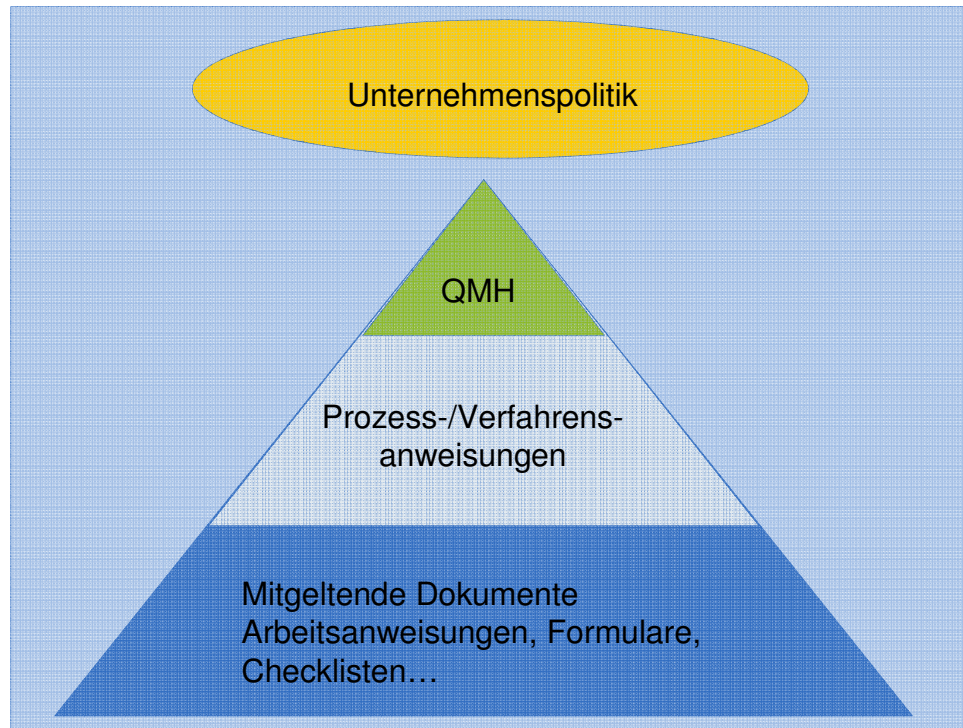 Unternehmenspolitik
QMH
Prozess-/Verfahrens-
anweisungen
Mitgeltende Dokumente
Arbeitsanweisungen, Formulare,
Checklisten…